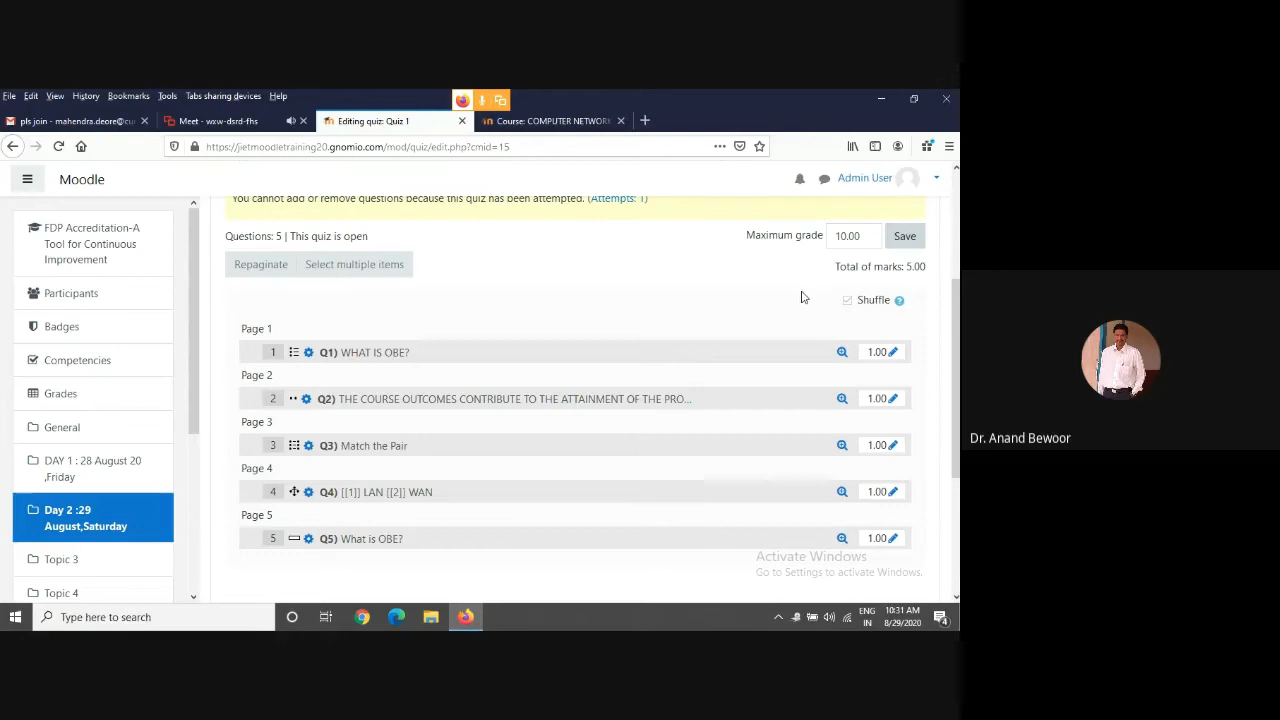 File Edit View History Bookmarks Tools Tabs sharing devices Help
pls join - mahendra.deore@cu
Meet - wxw-dsrd-fhs
Editing quiz: Quiz 1
Course: COMPUTER NETWORK
https://jietmoodletraining20.gnomio.com/mod/quiz/edit.php?cmid=15
Moodle
Admin User
FDP Accreditation-A
Tool for Continuous
Improvement
Participants
Badges
Competencies
Grades
General
DAY 1 : 28 August 20
,Friday
Day 2 :29
August,Saturday
Topic 3
Topic 4
You cannot add or remove questions because this quiz has been attempted. (Attempts: 1)
Questions: 5 | This quiz is open
Maximum grade 10.00 Save
Repaginate Select multiple items
Total of marks: 5.00
Shuffle
Page 1
1 Q1) WHAT IS OBE? 1.00
Page 2
2 Q2) THE COURSE OUTCOMES CONTRIBUTE TO THE ATTAINMENT OF THE PRO... 1.00
Page 3
3 Q3) Match the Pair 1.00
Page 4
4 Q4) [[1]] LAN [[2]] WAN 1.00
Page 5
5 Q5) What is OBE? 1.00
Activate Windows
Go to Settings to activate Windows.
Type here to search
ENG
IN
10:31 AM
8/29/2020
4
Dr. Anand Bewoor